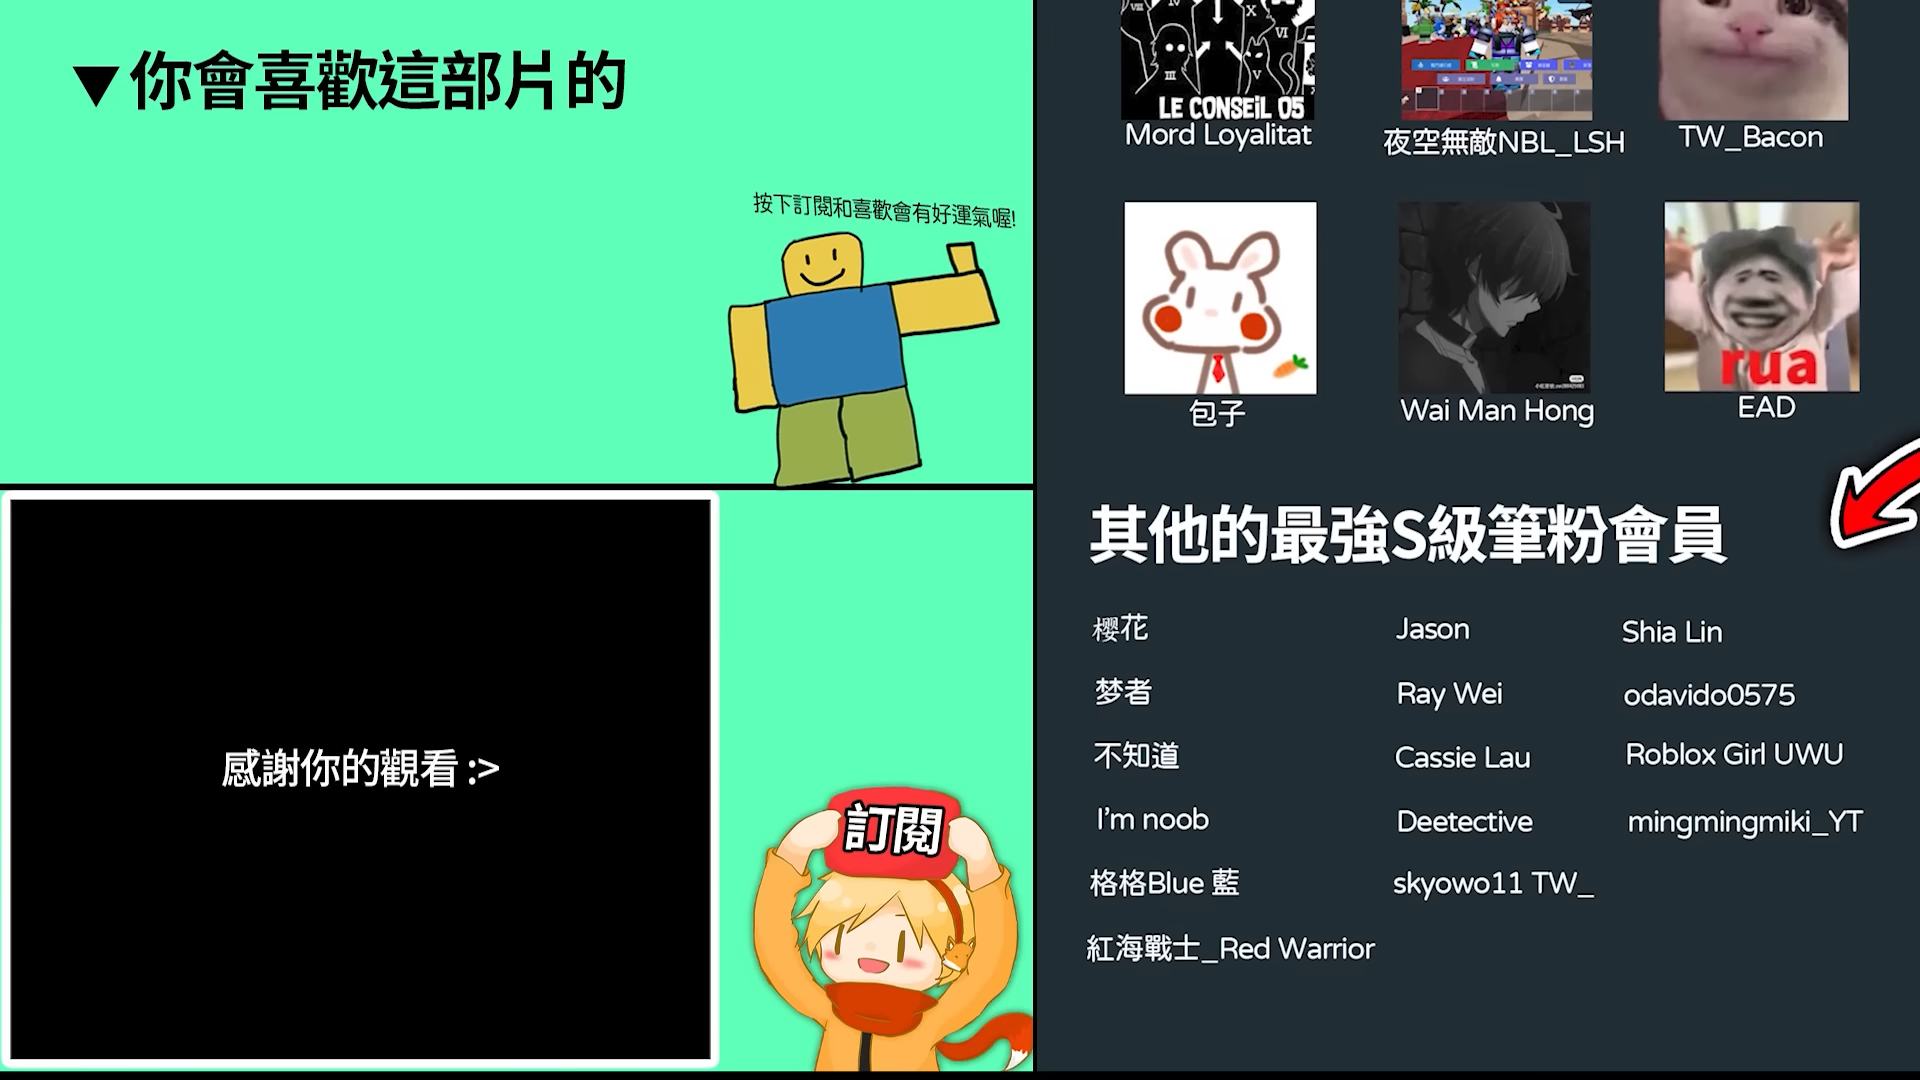 ▼你會喜歡這部片的
按下訂閱和喜歡會有好運氣喔!
感謝你的觀看 :>
訂閱
VIII
IV
X
VI
III
V
LE CONSEIL 05
Mord Loyalitat
夜空無敵NBL_LSH
TW_Bacon
rua
包子
Wai Man Hong
EAD
其他的最強S級筆粉會員
櫻花
Jason
Shia Lin
梦者
Ray Wei
odavido0575
不知道
Cassie Lau
Roblox Girl UWU
I'm noob
Deetective
mingmingmiki_YT
格格Blue 藍
skyowo11 TW_
紅海戰士_Red Warrior